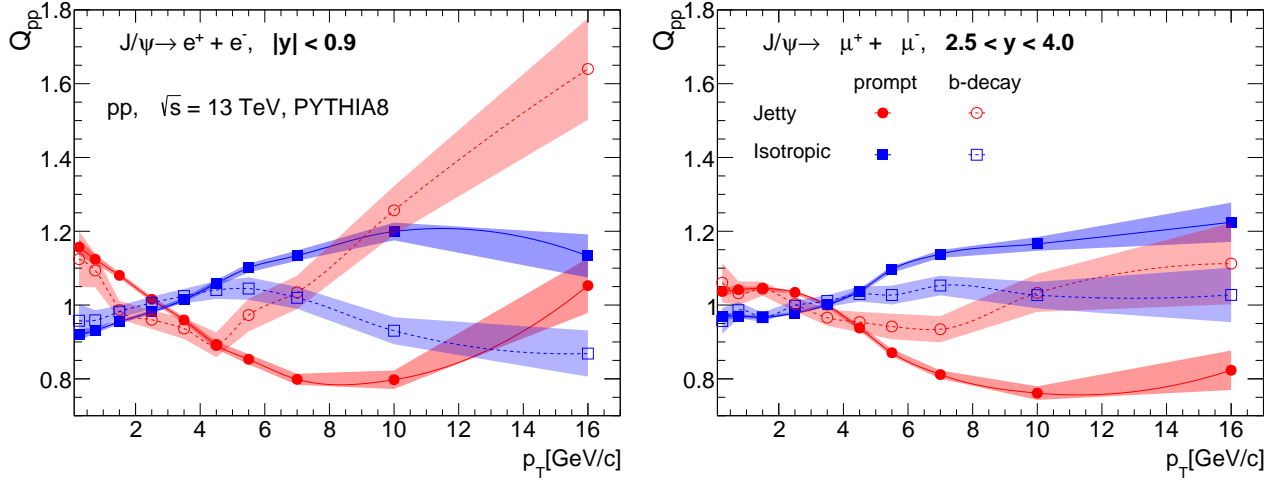 Q_pp
J/ψ→ e⁺ + e⁻, |y| < 0.9
pp, √s = 13 TeV, PYTHIA8
1.8
1.6
1.4
1.2
1
0.8
2 4 6 8 10 12 14 16
p_T[GeV/c]
Q_pp
J/ψ→ μ⁺ + μ⁻, 2.5 < y < 4.0
prompt b-decay
Jetty
Isotropic
1.8
1.6
1.4
1.2
1
0.8
2 4 6 8 10 12 14 16
p_T[GeV/c]